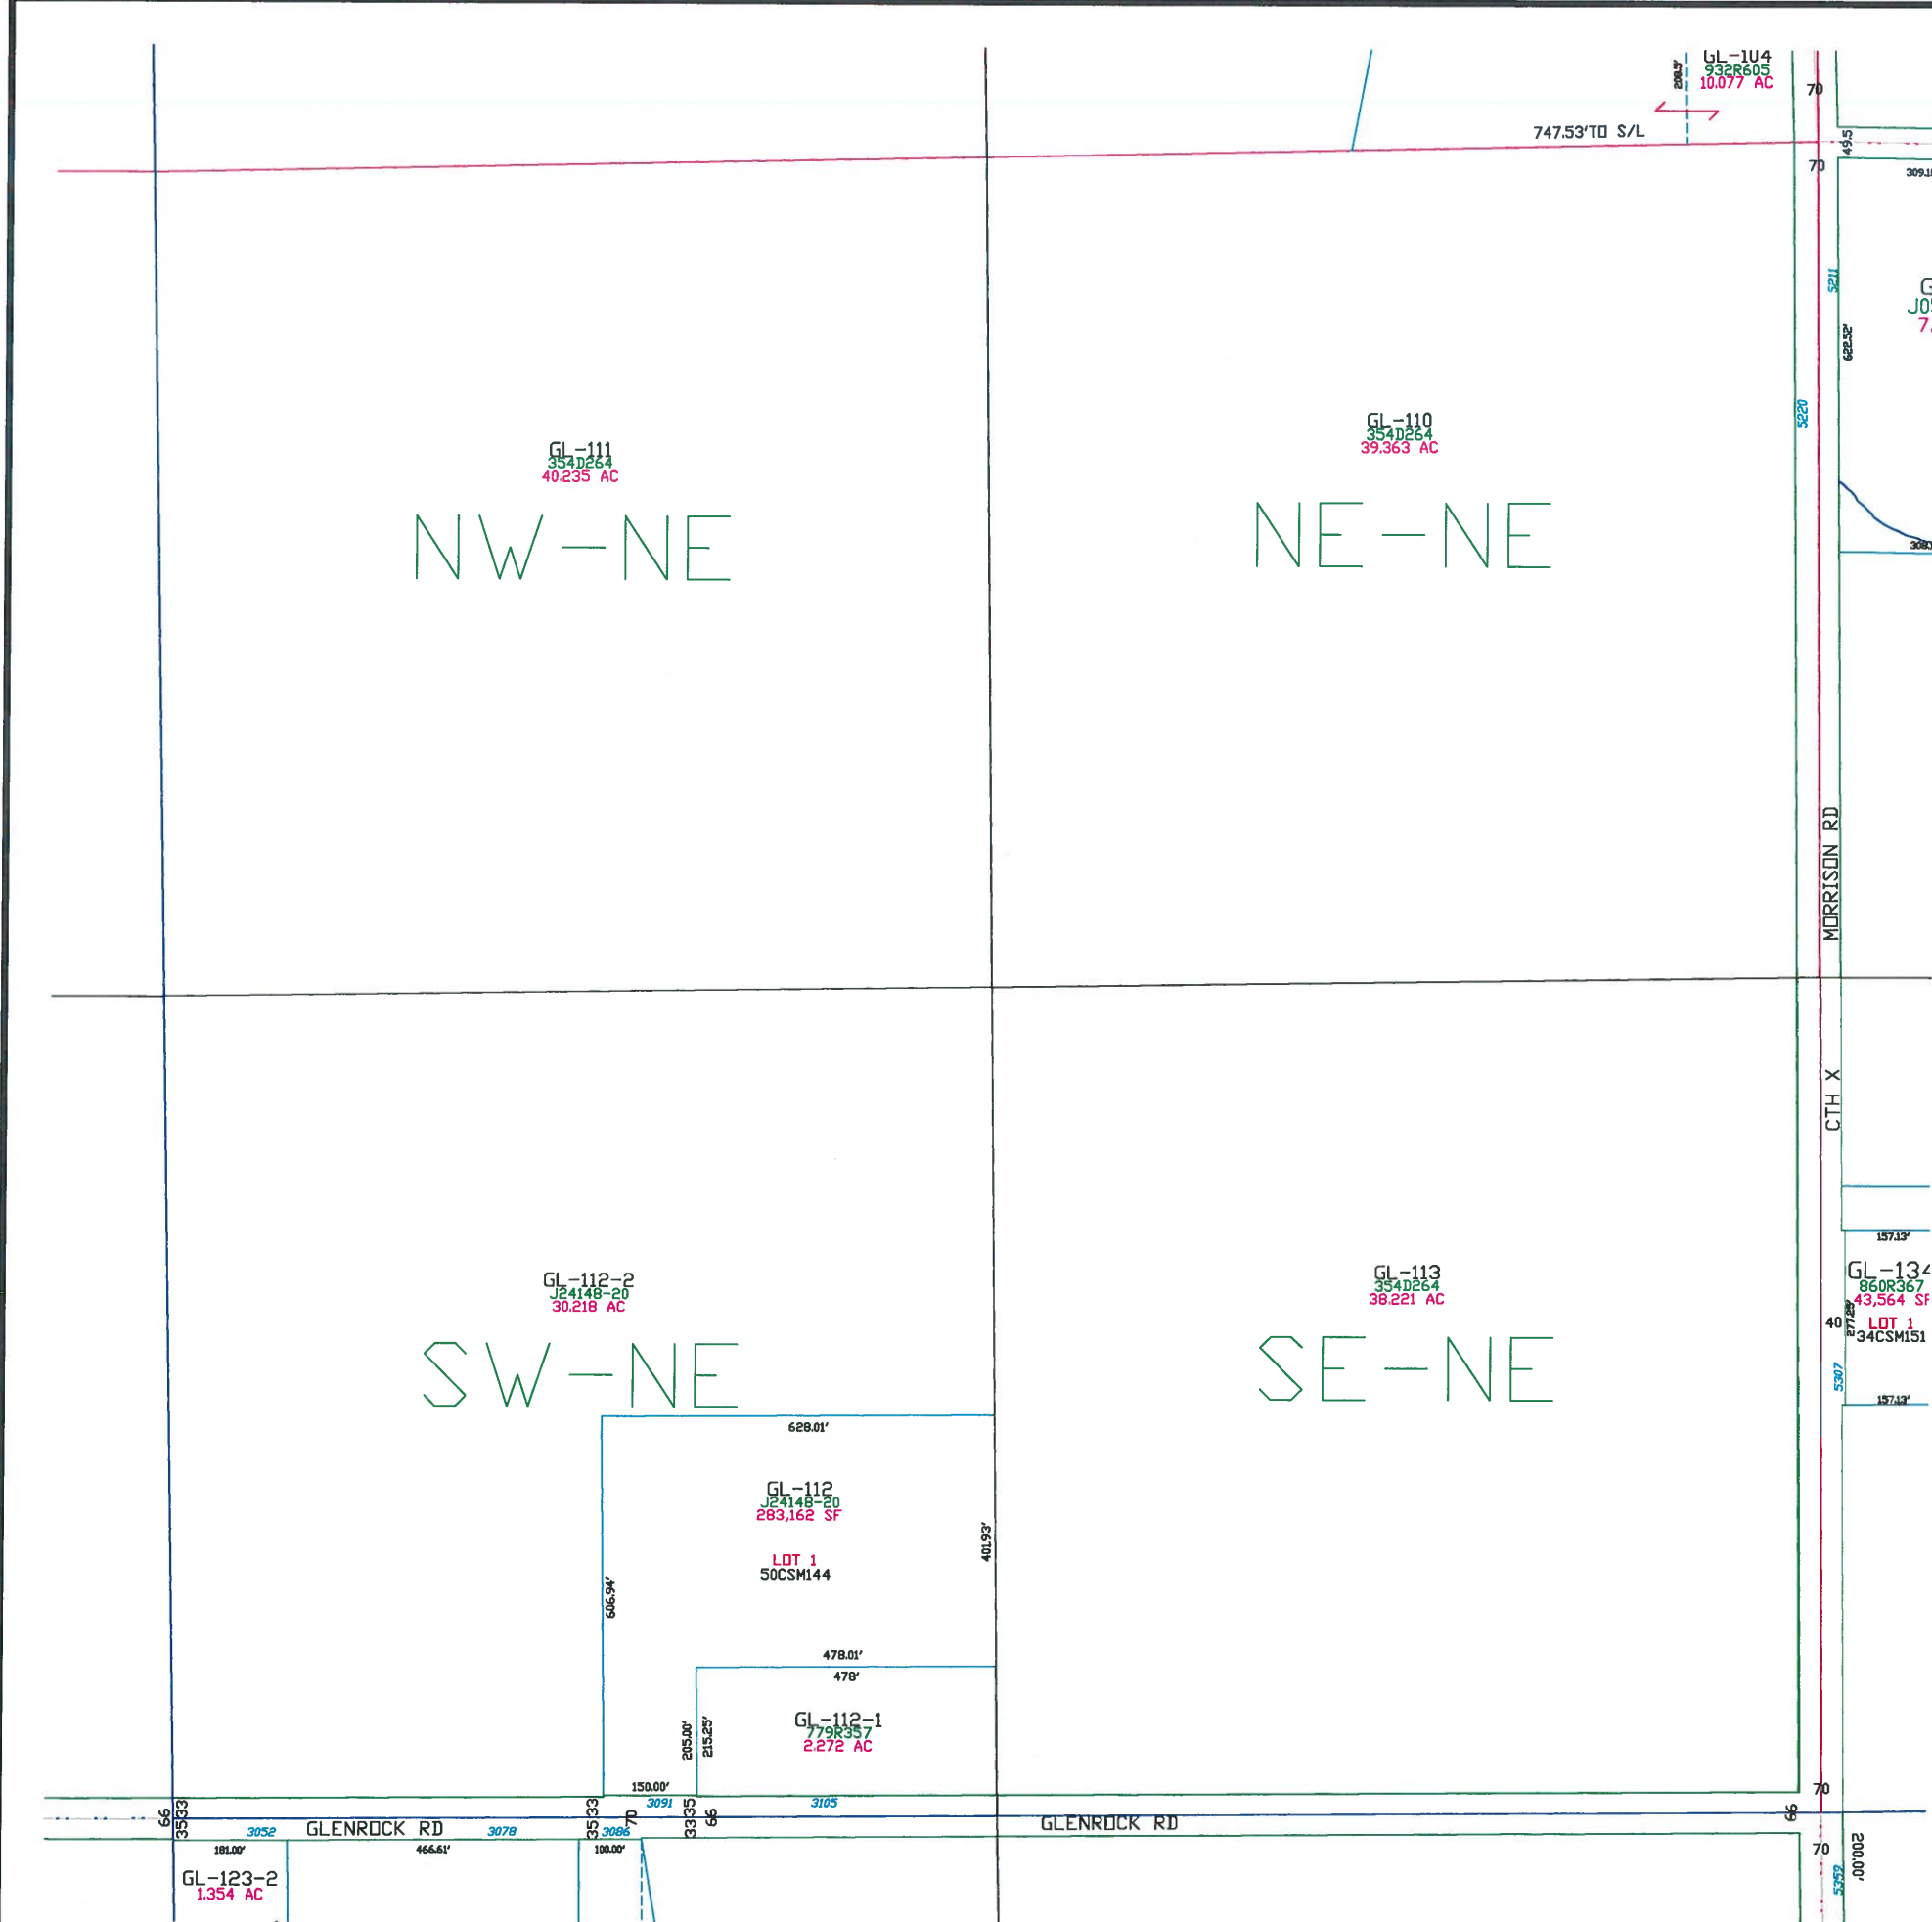 GL-104
932R605
10.077 AC
208.5'
747.53'TO S/L
70
49.5
70
309.1
5211
622.52'
5220
GL-111
354D264
40.235 AC
NW-NE
GL-110
354D264
39.363 AC
NE-NE
MORRISON RD
CTH X
157.13'
GL-134
860R367
43,564 SF
LOT 1
34CSM151
40
277.25'
5307
157.13'
GL-112-2
J24148-20
30.218 AC
SW-NE
GL-113
354D264
38.221 AC
SE-NE
628.01'
GL-112
J24148-20
283,162 SF
LOT 1
50CSM144
401.93'
606.94'
478.01'
478'
GL-112-1
779R357
2.272 AC
205.00'
215.25'
150.00'
3091
3105
66
3533
3533
70
3335
66
66
70
3052
GLENROCK RD
3078
3086
GLENROCK RD
181.00'
466.61'
100.00'
70
200.00'
5359
GL-123-2
1.354 AC